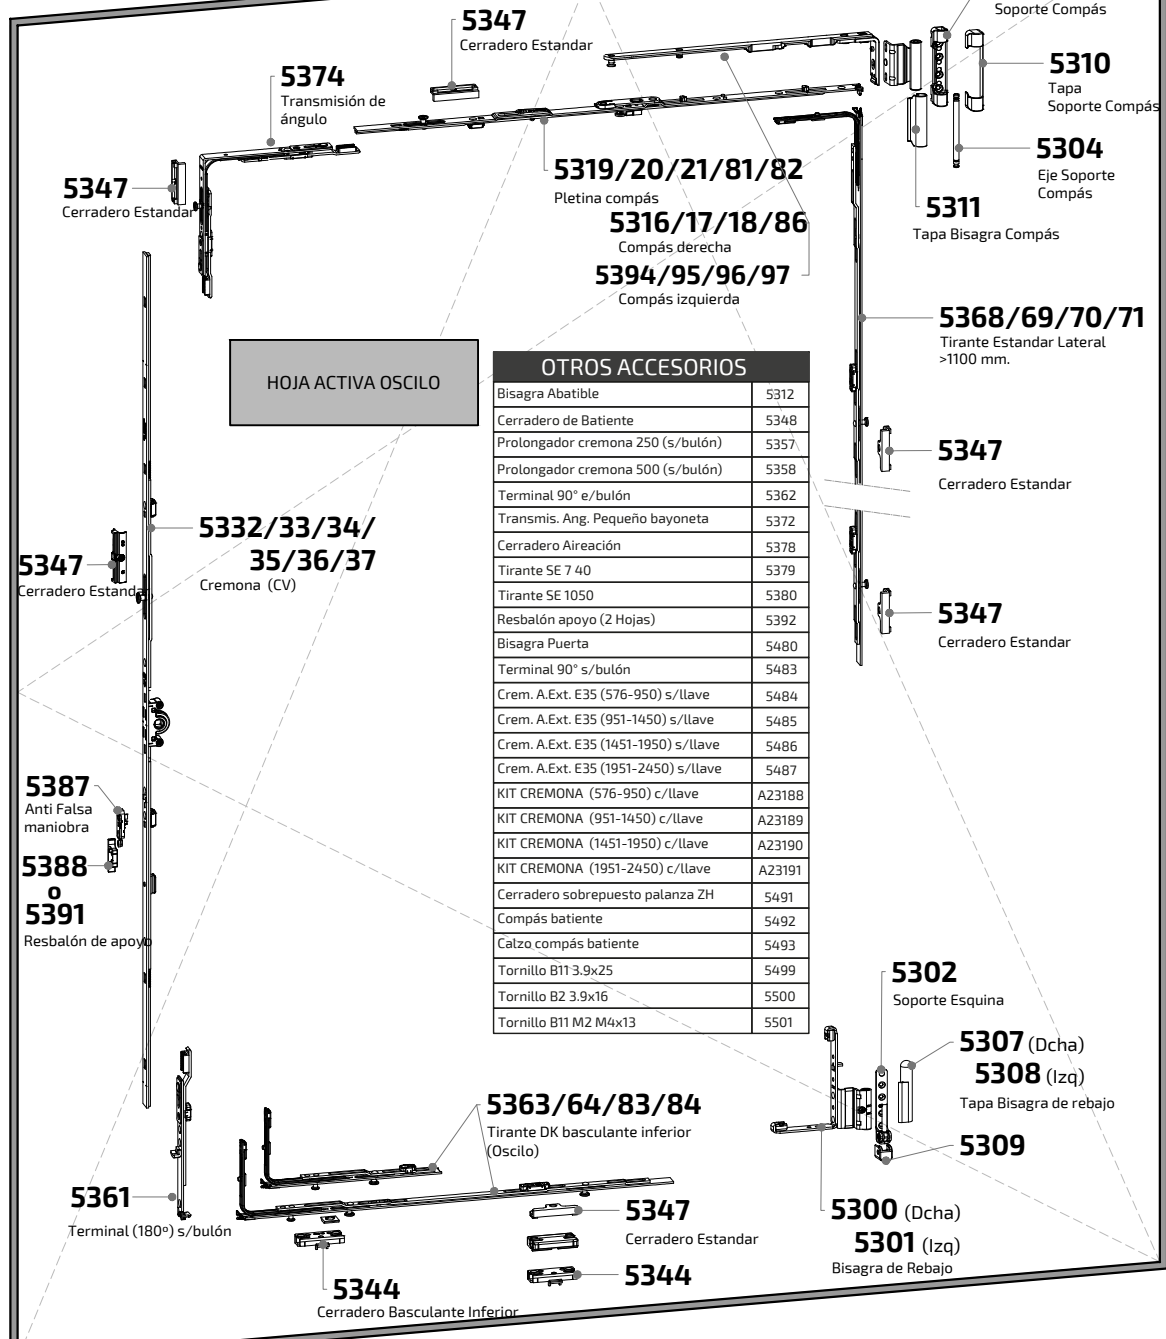 Soporte Compás
5347
Cerradero Estandar
5310
Tapa
Soporte Compás
5374
Transmisión de
ángulo
5304
Eje Soporte
Compás
5319/20/21/81/82
Pletina compás
5347
Cerradero Estandar
5311
Tapa Bisagra Compás
5316/17/18/86
Compás derecha
5394/95/96/97
Compás izquierda
5368/69/70/71
Tirante Estandar Lateral
>1100 mm.
HOJA ACTIVA OSCILO
OTROS ACCESORIOS
Bisagra Abatible 5312
Cerradero de Batiente 5348
Prolongador cremona 250 (s/bulón) 5357
Prolongador cremona 500 (s/bulón) 5358
Terminal 90° e/bulón 5362
Transmis. Ang. Pequeño bayoneta 5372
Cerradero Aireación 5378
Tirante SE 7 40 5379
Tirante SE 1050 5380
Resbalón apoyo (2 Hojas) 5392
Bisagra Puerta 5480
Terminal 90° s/bulón 5483
Crem. A.Ext. E35 (576-950) s/llave 5484
Crem. A.Ext. E35 (951-1450) s/llave 5485
Crem. A.Ext. E35 (1451-1950) s/llave 5486
Crem. A.Ext. E35 (1951-2450) s/llave 5487
KIT CREMONA (576-950) c/llave A23188
KIT CREMONA (951-1450) c/llave A23189
KIT CREMONA (1451-1950) c/llave A23190
KIT CREMONA (1951-2450) c/llave A23191
Cerradero sobrepuesto palanza ZH 5491
Compás batiente 5492
Calzo compás batiente 5493
Tornillo B11 3.9x25 5499
Tornillo B2 3.9x16 5500
Tornillo B11 M2 M4x13 5501
5347
Cerradero Estandar
5332/33/34/
35/36/37
Cremona (CV)
5347
Cerradero Estandar
5347
Cerradero Estandar
5387
Anti Falsa
maniobra
5388
o
5391
Resbalón de apoyo
5302
Soporte Esquina
5307 (Dcha)
5308 (Izq)
Tapa Bisagra de rebajo
5309
5363/64/83/84
Tirante DK basculante inferior
(Oscilo)
5361
Terminal (180º) s/bulón
5347
Cerradero Estandar
5300 (Dcha)
5301 (Izq)
Bisagra de Rebajo
5344
Cerradero Basculante Inferior
5344